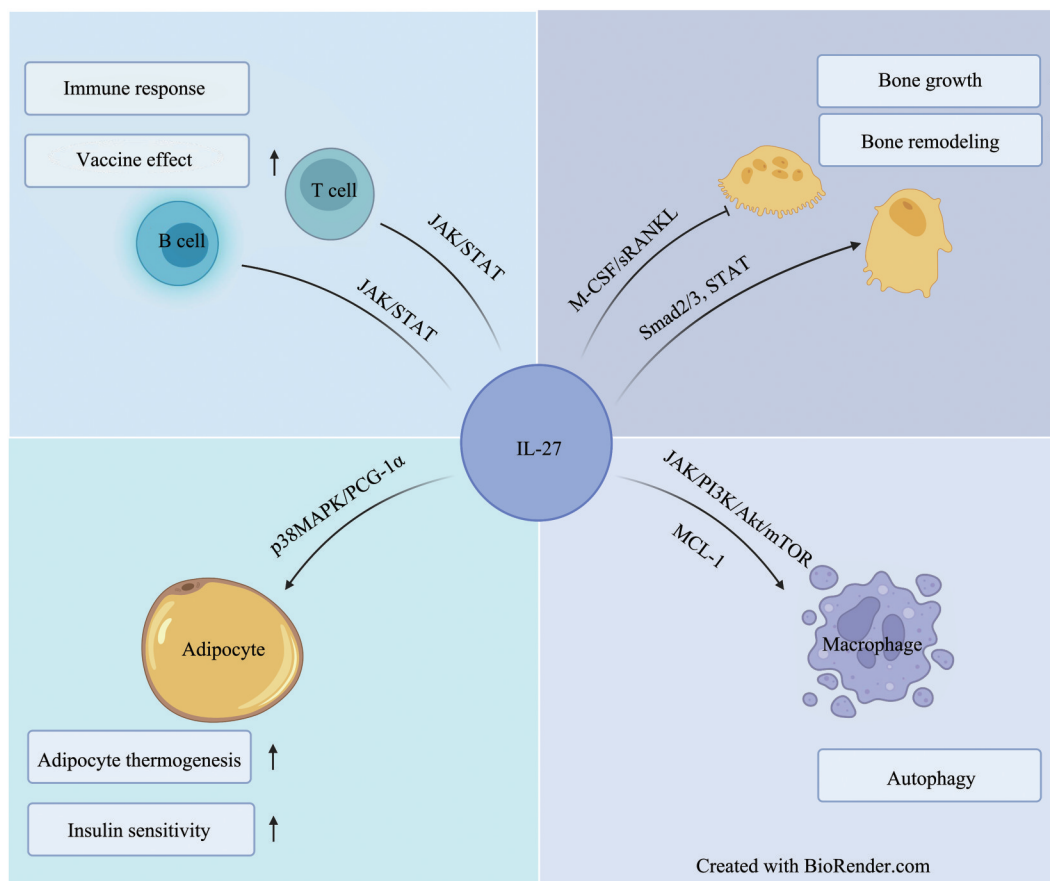 Immune response
Vaccine effect
T cell
B cell
JAK/STAT
JAK/STAT
Bone growth
Bone remodeling
M-CSF/sRANKL
Smad2/3, STAT
IL-27
p38MAPK/PCG-1α
Adipocyte
Adipocyte thermogenesis
Insulin sensitivity
JAK/PI3K/Akt/mTOR
MCL-1
Macrophage
Autophagy
Created with BioRender.com